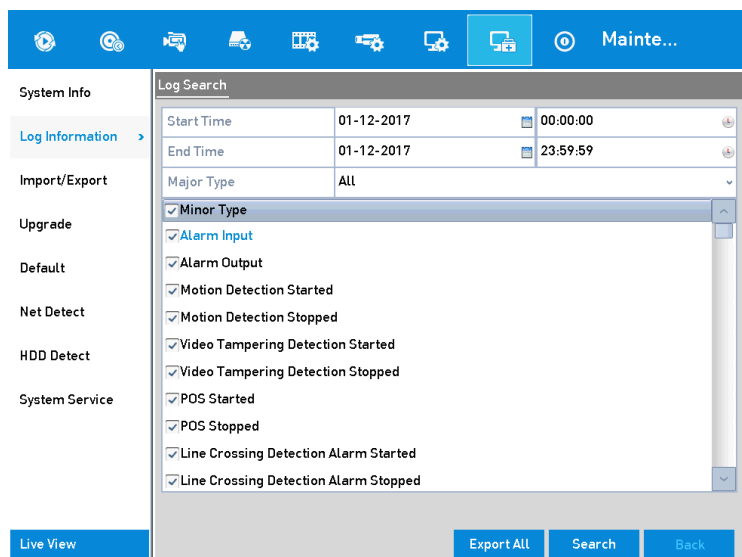 Mainte...
System Info
Log Information >
Import/Export
Upgrade
Default
Net Detect
HDD Detect
System Service
Live View
Log Search
Start Time 01-12-2017 00:00:00
End Time 01-12-2017 23:59:59
Major Type All
Minor Type
Alarm Input
Alarm Output
Motion Detection Started
Motion Detection Stopped
Video Tampering Detection Started
Video Tampering Detection Stopped
POS Started
POS Stopped
Line Crossing Detection Alarm Started
Line Crossing Detection Alarm Stopped
Export All Search Back